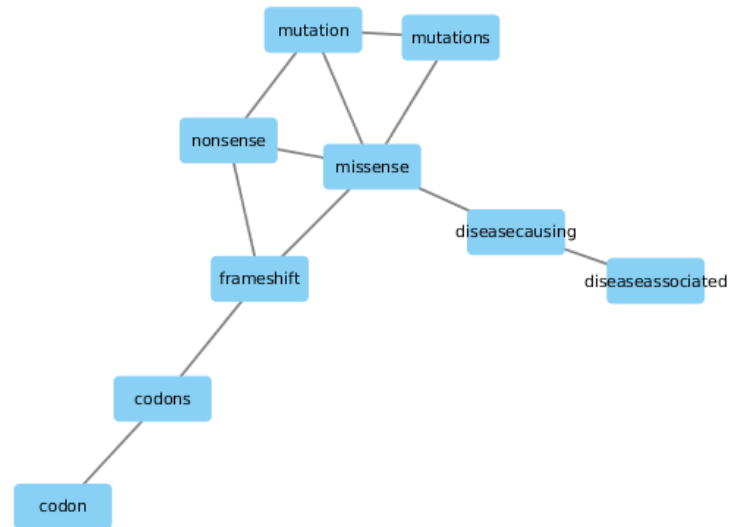 mutation
mutations
nonsense
missense
diseasecausing
diseaseassociated
frameshift
codons
codon